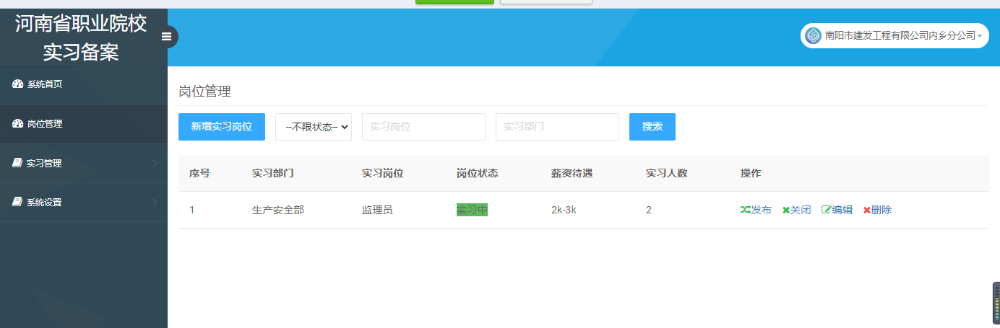 河南省职业院校
实习备案
南阳市建发工程有限公司内乡分公司
系统首页
岗位管理
实习管理
系统设置
岗位管理
新增实习岗位 --不限状态-- 实习岗位 实习部门 搜索
序号 实习部门 实习岗位 岗位状态 薪资待遇 实习人数 操作
1 生产安全部 监理员 实习中 2k-3k 2 发布 关闭 编辑 删除